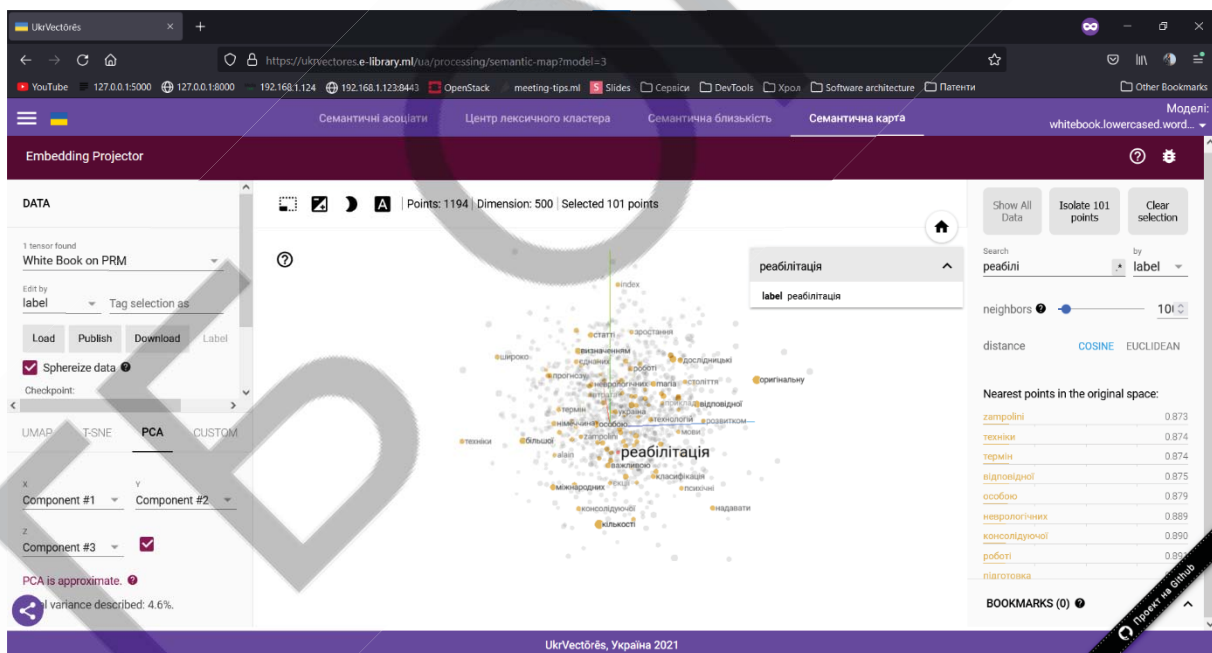 UkrVectōrēs
https://ukrvectores.e-library.ml/ua/processing/semantic-map?model=3
YouTube 127.0.0.1:5000 127.0.0.1:8000 192.168.1.124 192.168.1.123:8443 OpenStack meeting-tips.ml Slides Сервіси DevTools Хрол Software architecture Патенти Other Bookmarks
Семантичні асоціати Центр лексичного кластера Семантична близькість Семантична карта
Моделі:
whitebook.lowercased.word...
Embedding Projector
DATA
1 tensor found
White Book on PRM
Edit by
label Tag selection as
Load Publish Download Label
Sphereize data
Checkpoint:
UMAP T-SNE PCA CUSTOM
X Y
Component #1 Component #2
Z
Component #3
PCA is approximate.
variance described: 4.6%.
Points: 1194 Dimension: 500 Selected 101 points
реабілітація
label реабілітація
index
статті зростання
визначенням
широко єднаних роботі дослідницькі
прогнозу неврологічних maria століття оригінальну
відповідної
термін україна
німеччина особою технологій розвитком
техніки більшої zampolini мови
alain реабілітація
важливою
класифікація
міжнародних психічні
консолідуючої надавати
кількості
Show All Data
Isolate 101 points
Clear selection
Search by
реабілі .* label
neighbors
distance COSINE EUCLIDEAN
Nearest points in the original space:
zampolini 0.873
техніки 0.874
термін 0.874
відповідної 0.875
особою 0.879
неврологічних 0.889
консолідуючої 0.890
роботі
підготовка
BOOKMARKS (0)
Проект на Github
UkrVectōrēs, Україна 2021